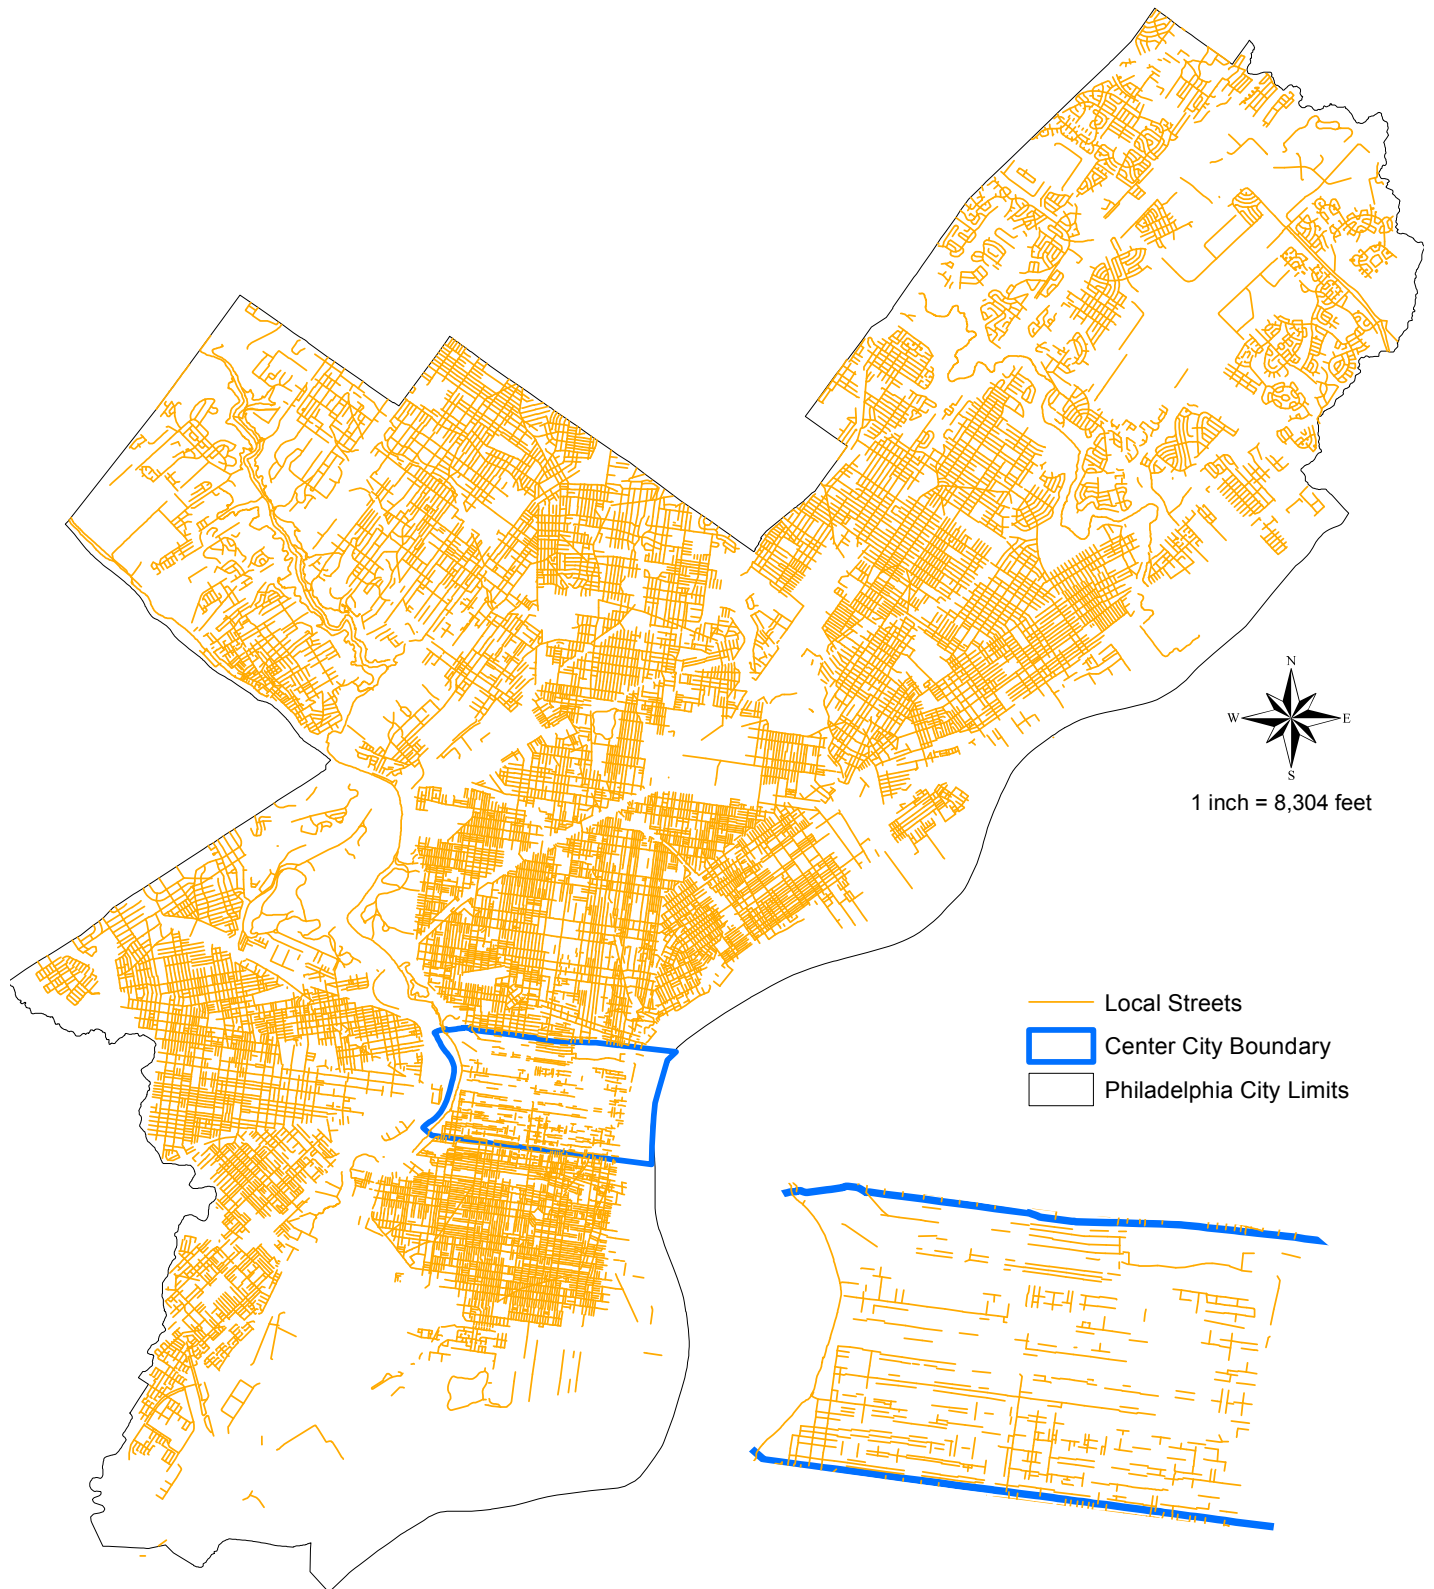 N
W E
S
1 inch = 8,304 feet
Local Streets
Center City Boundary
Philadelphia City Limits